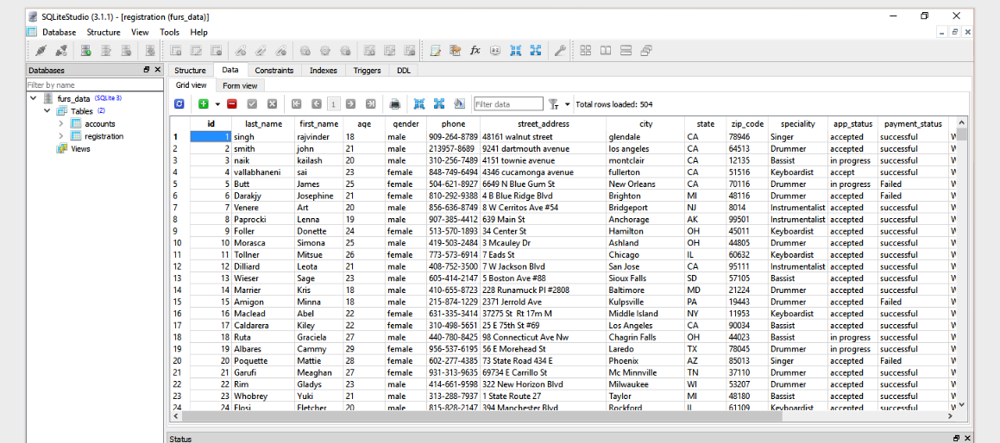 SQLiteStudio (3.1.1) - [registration (furs_data)]
Database Structure View Tools Help
Databases
Filter by name
furs_data (SQLite 3)
Tables (2)
accounts
registration
Views
Structure Data Constraints Indexes Triggers DDL
Grid view Form view
1 Filter data Total rows loaded: 504
id last_name first_name age gender phone street_address city state zip_code speciality app_status payment_status
1 1 singh rajvinder 18 male 909-264-8789 48161 walnut street glendale CA 78946 Singer accepted successful W
2 2 smith john 21 male 213957-8689 9241 dartmouth avenue los angeles CA 64513 Drummer accepted successful W
3 3 naik kailash 20 male 310-256-7489 4151 townie avenue montclair CA 12135 Bassist in progress successful W
4 4 vallabhaneni sai 23 female 848-749-6494 4346 cucamonga avenue fullerton CA 51516 Keyboardist accept successful W
5 5 Butt James 25 female 504-621-8927 6649 N Blue Gum St New Orleans CA 70116 Drummer in progress Failed W
6 6 Darakjy Josephine 21 female 810-292-9388 4 B Blue Ridge Blvd Brighton MI 48116 Drummer accepted Failed W
7 7 Venere Art 20 male 856-636-8749 8 W Cerritos Ave #54 Bridgeport NJ 8014 Instrumentalist accepted successful W
8 8 Paprocki Lenna 19 male 907-385-4412 639 Main St Anchorage AK 99501 Instrumentalist accepted successful W
9 9 Foller Donette 24 female 513-570-1893 34 Center St Hamilton OH 45011 Keyboardist accepted successful W
10 10 Morasca Simona 25 male 419-503-2484 3 Mcauley Dr Ashland OH 44805 Drummer accepted successful W
11 11 Tollner Mitsue 26 female 773-573-6914 7 Eads St Chicago IL 60632 Keyboardist accepted successful W
12 12 Dilliard Leota 21 male 408-752-3500 7 W Jackson Blvd San Jose CA 95111 Instrumentalist accepted successful W
13 13 Wieser Sage 23 male 605-414-2147 5 Boston Ave #88 Sioux Falls SD 57105 Bassist accepted successful W
14 14 Marrier Kris 18 male 410-655-8723 228 Runamuck Pl #2808 Baltimore MD 21224 Drummer accepted successful W
15 15 Amigon Minna 18 male 215-874-1229 2371 Jerrold Ave Kulpsville PA 19443 Drummer accepted Failed W
16 16 Maclead Abel 22 female 631-335-3414 37275 St Rt 17m M Middle Island NY 11953 Keyboardist accepted successful W
17 17 Caldarera Kiley 22 female 310-498-5651 25 E 75th St #69 Los Angeles CA 90034 Bassist accepted successful W
18 18 Ruta Graciela 27 male 440-780-8425 98 Connecticut Ave Nw Chagrin Falls OH 44023 Bassist in progress successful W
19 19 Albares Cammy 29 female 956-537-6195 56 E Morehead St Laredo TX 78045 Drummer in progress successful W
20 20 Poquette Mattie 28 female 602-277-4385 73 State Road 434 E Phoenix AZ 85013 Singer accepted Failed W
21 21 Garufi Meaghan 27 female 931-313-9635 69734 E Carrillo St Mc Minnville TN 37110 Drummer accepted successful W
22 22 Rim Gladys 23 male 414-661-9598 322 New Horizon Blvd Milwaukee WI 53207 Drummer accepted successful W
23 23 Whobrey Yuki 21 male 313-288-7937 1 State Route 27 Taylor MI 48180 Bassist accepted successful W
24 24 Flosi Fletcher 20 male 815-828-2147 394 Manchester Blvd Rockford IL 61109 Keyboardist accepted successful W
Status